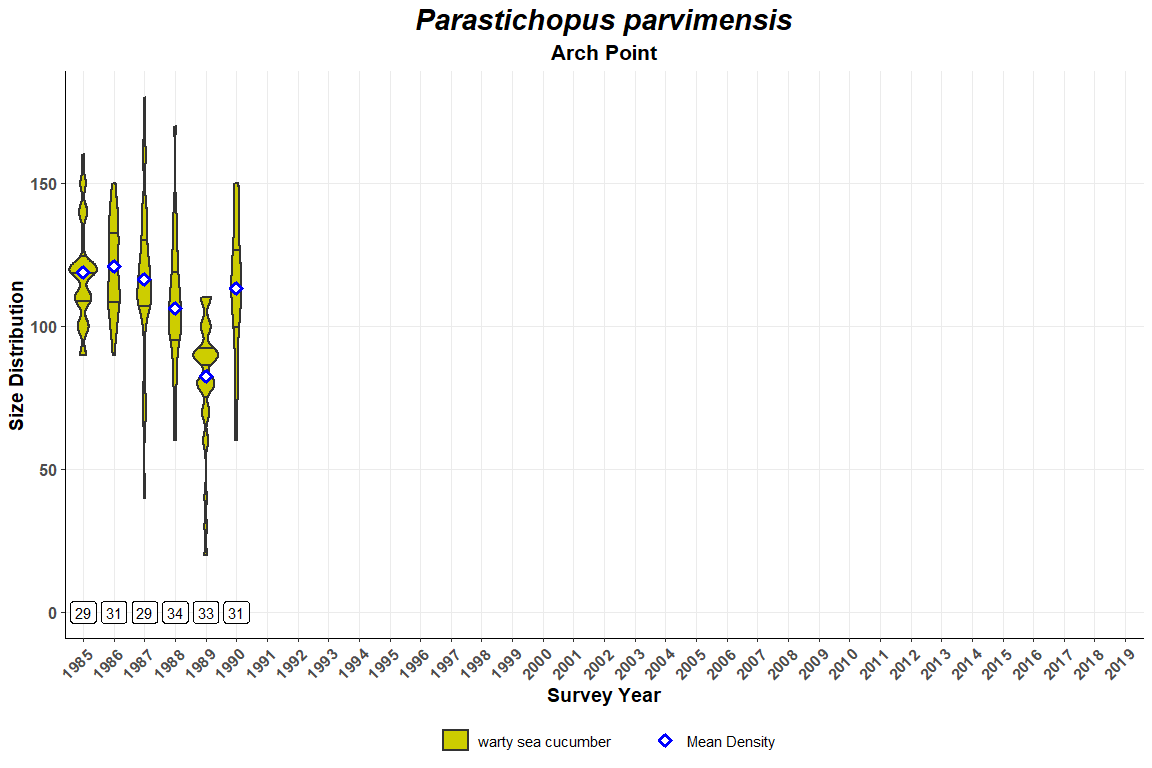 Parastichopus parvimensis
Arch Point
Size Distribution
150
100
50
0
29 31 29 34 33 31
1985 1986 1987 1988 1989 1990 1991 1992 1993 1994 1995 1996 1997 1998 1999 2000 2001 2002 2003 2004 2005 2006 2007 2008 2009 2010 2011 2012 2013 2014 2015 2016 2017 2018 2019
Survey Year
warty sea cucumber Mean Density